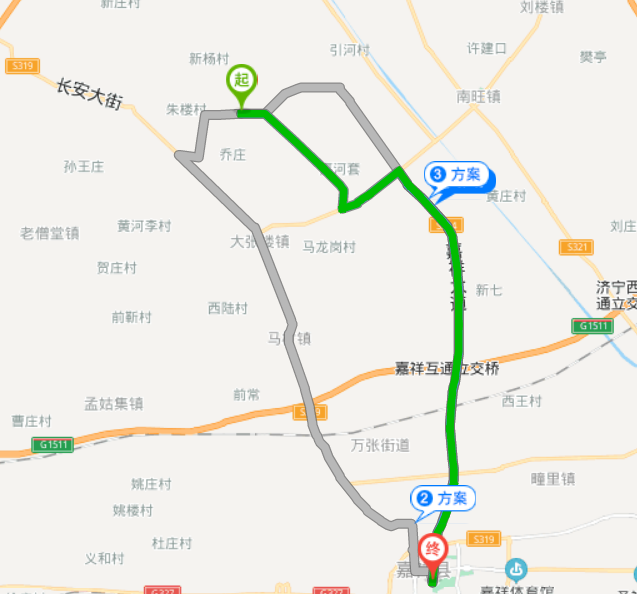 新庄村
刘楼镇
引河村
许建口
新杨村
樊亭
S319
起
长安大街
南旺镇
朱楼村
乔庄
河套
孙王庄
3 方案
黄庄村
黄河李村
老僧堂镇
大张楼镇
马龙岗村
刘庄
S321
嘉祥大道
贺庄村
新七
济宁西
通立交
西陆村
前靳村
G1511
马村镇
嘉祥互通立交桥
前常
孟姑集镇
西王村
曹庄村
G1511
万张街道
疃里镇
姚庄村
2 方案
姚楼村
S319
杜庄村
终
义和村
嘉祥县
嘉祥体育馆